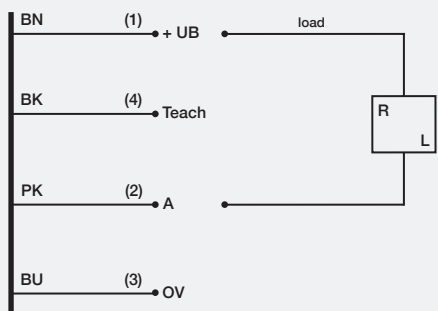 BN (1) + UB load
BK (4) Teach
R
L
PK (2) A
BU (3) OV